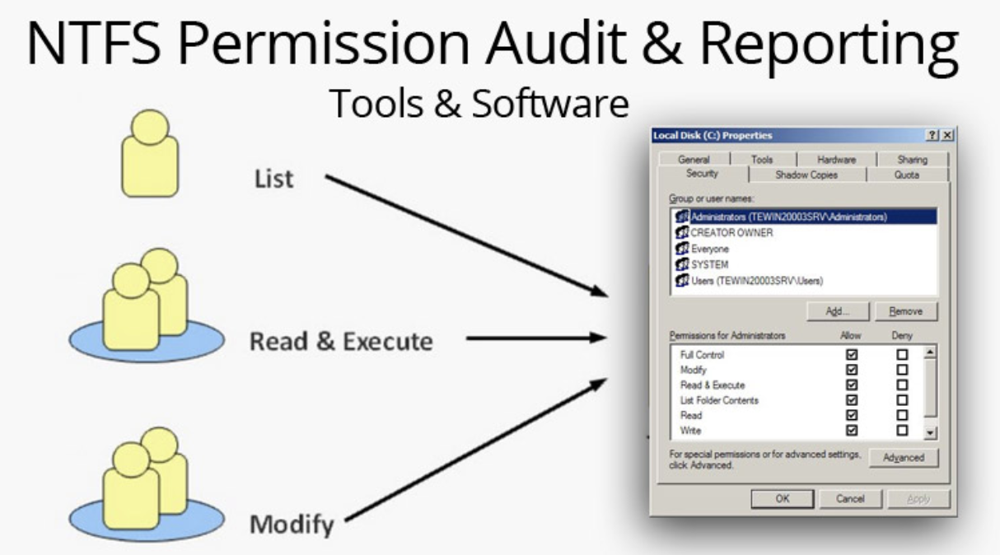 NTFS Permission Audit & Reporting
Tools & Software
List
Read & Execute
Modify
Local Disk (C:) Properties
General Tools Hardware Sharing
Security Shadow Copies Quota
Group or user names:
Administrators (TEWIN20003SRV\Administrators)
CREATOR OWNER
Everyone
SYSTEM
Users (TEWIN20003SRV\Users)
Add... Remove
Permissions for Administrators Allow Deny
Full Control
Modify
Read & Execute
List Folder Contents
Read
Write
For special permissions or for advanced settings,
click Advanced.
Advanced
OK Cancel Apply